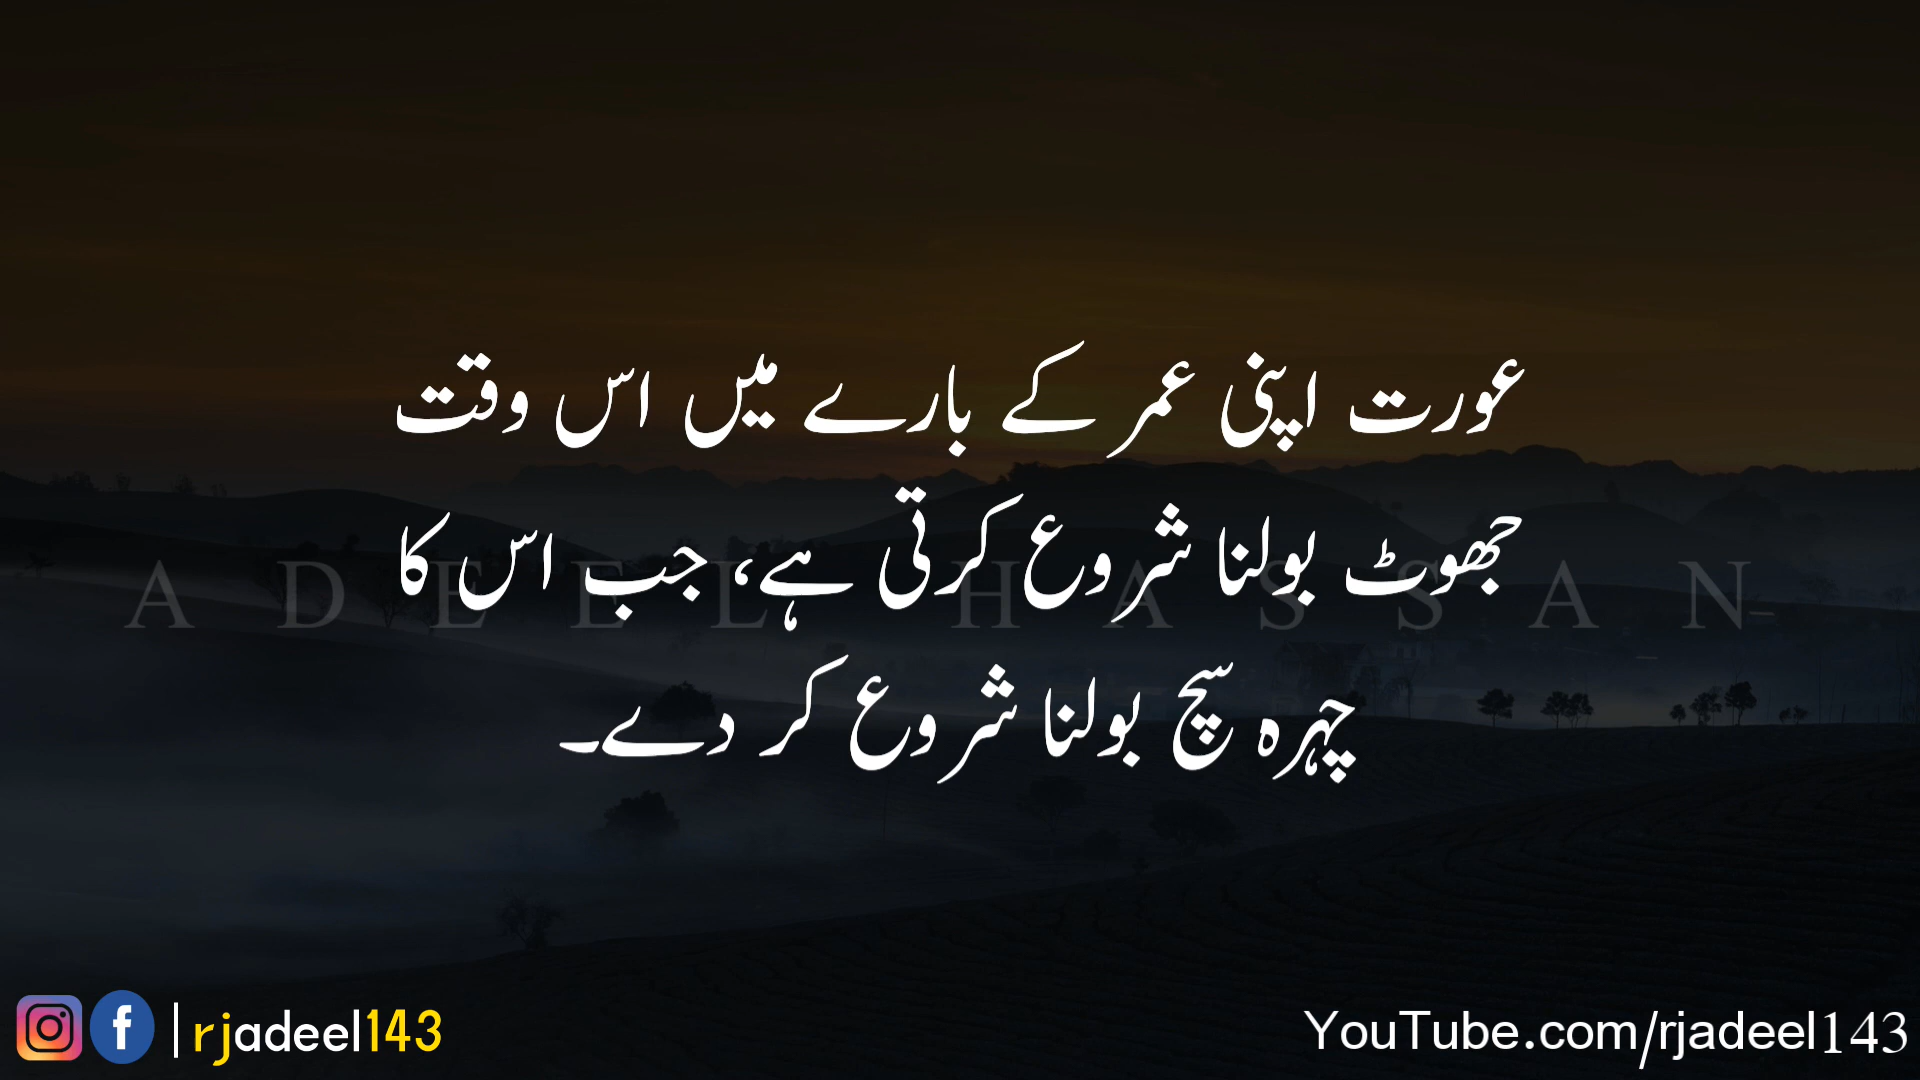 عورت اپنی عمر کے بارے میں اس وقت
جھوٹ بولنا شروع کرتی ہے، جب اس کا
ADEEL HASSAN
چہرہ سچ بولنا شروع کر دے۔
|rjadeel143
YouTube.com/rjadeel143